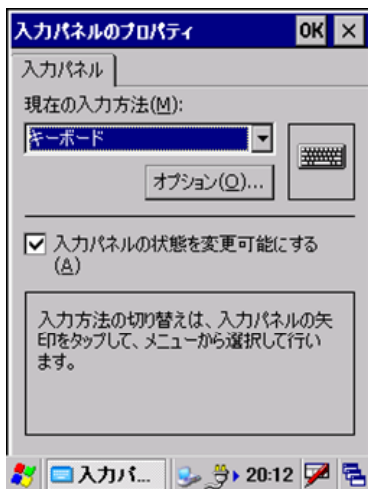 入力パネルのプロパティ
OK ×
入力パネル
現在の入力方法(M):
キーボード
オプション(O)...
入力パネルの状態を変更可能にする
(A)
入力方法の切り替えは、入力パネルの矢
印をタップして、メニューから選択して行い
ます。
入力パ... 20:12